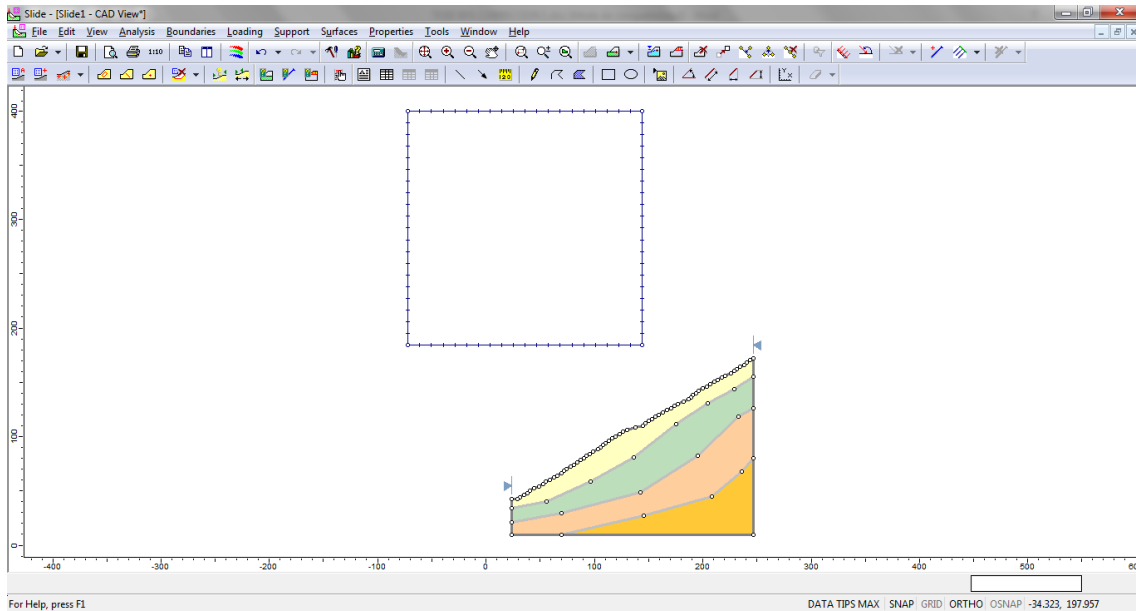 Slide - [Slide1 - CAD View*]
File Edit View Analysis Boundaries Loading Support Surfaces Properties Tools Window Help
1:10
400
300
200
100
0
-400 -300 -200 -100 0 100 200 300 400 500 600
For Help, press F1 DATA TIPS MAX SNAP GRID ORTHO OSNAP -34.323, 197.957